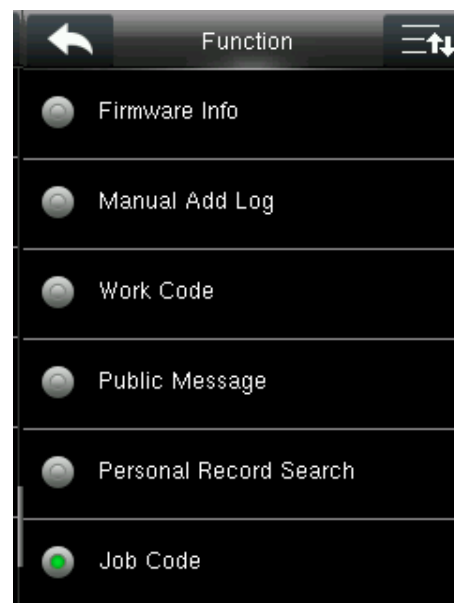 Function
Firmware Info
Manual Add Log
Work Code
Public Message
Personal Record Search
Job Code